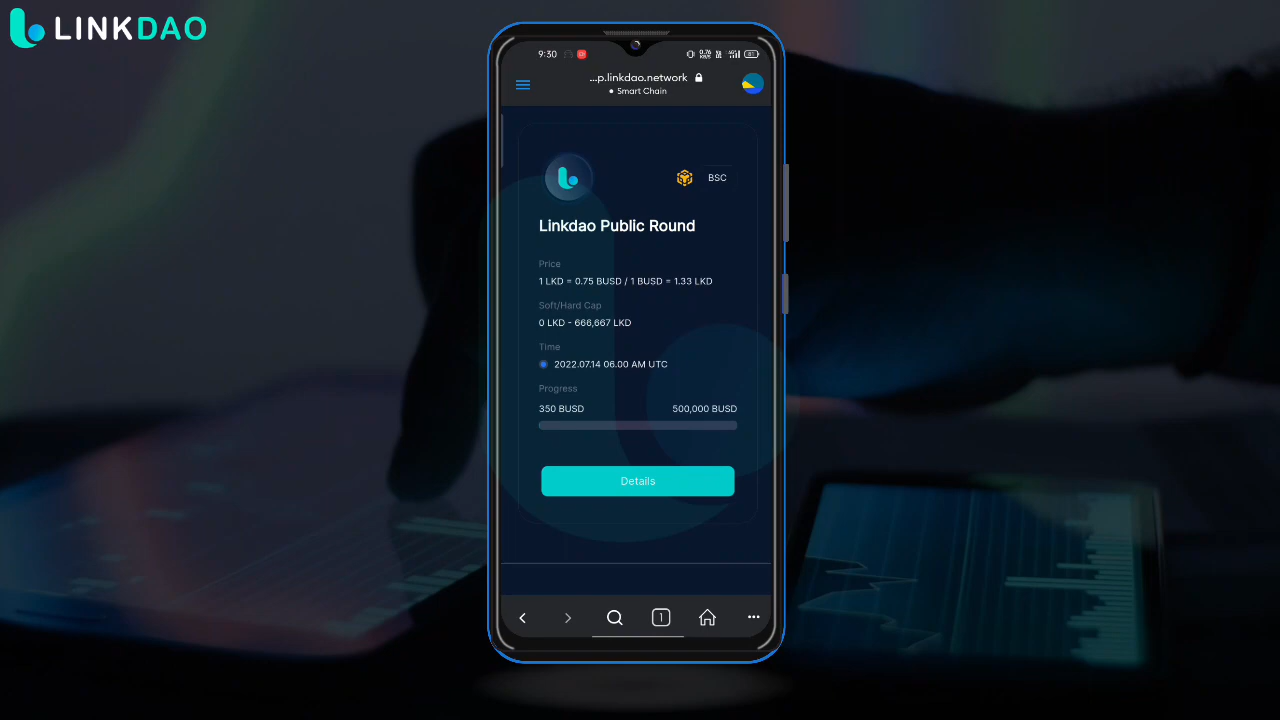 LINKDAO
9:30
...p.linkdao.network
Smart Chain
BSC
Linkdao Public Round
Price
1 LKD = 0.75 BUSD / 1 BUSD = 1.33 LKD
Soft/Hard Cap
0 LKD - 666,667 LKD
Time
2022.07.14 06.00 AM UTC
Progress
350 BUSD 500,000 BUSD
Details
1